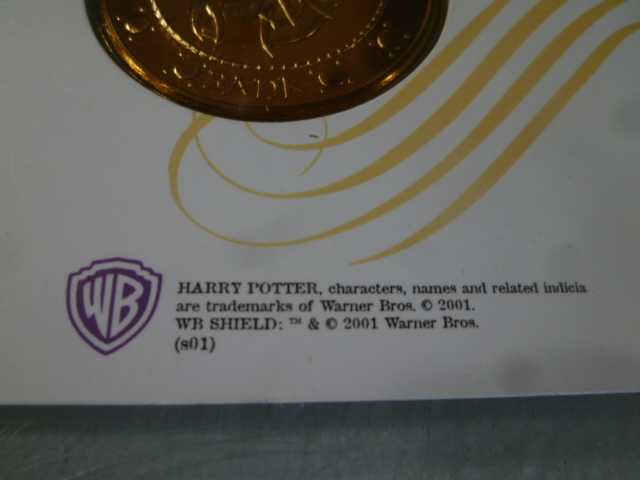 WB
HARRY POTTER, characters, names and related indicia
are trademarks of Warner Bros. © 2001.
WB SHIELD: ™ & © 2001 Warner Bros.
(s01)